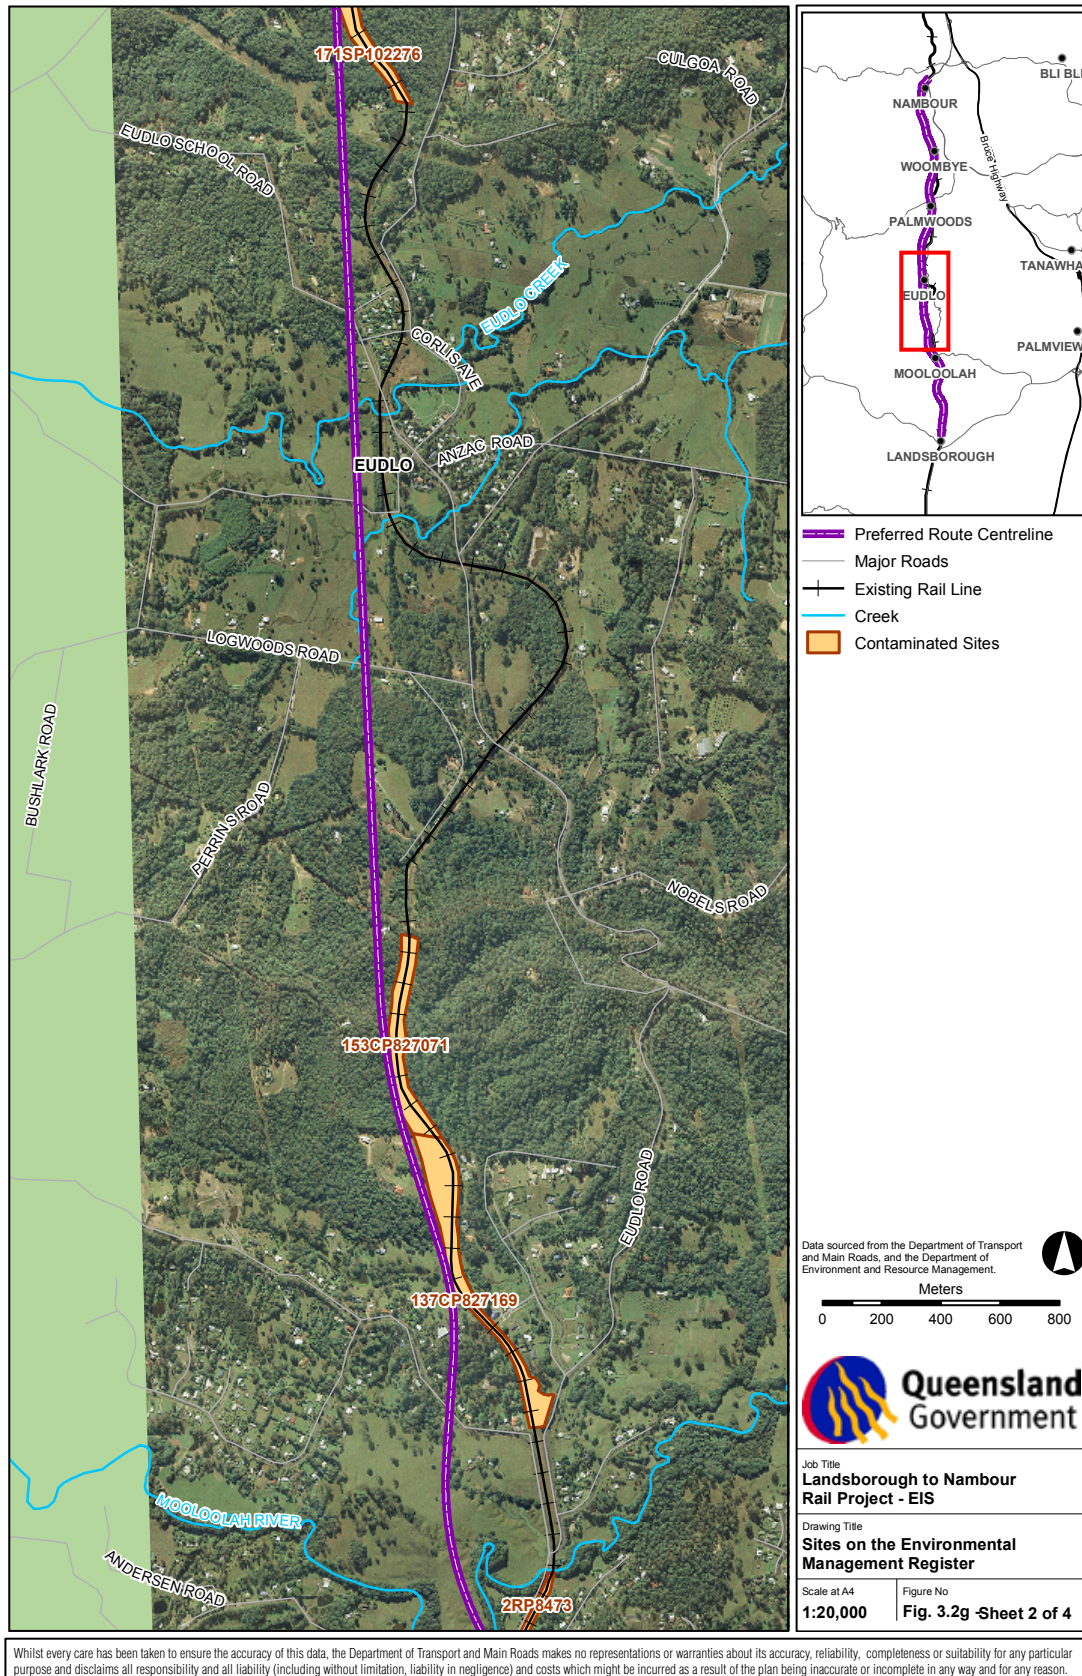 171SP102276
CULGOA ROAD
EUDLO SCHOOL ROAD
EUDLO CREEK
CORLIS AVE
ANZAC ROAD
EUDLO
LOGWOODS ROAD
BUSHLARK ROAD
PERRINS ROAD
NOBELS ROAD
153CP827071
EUDLO ROAD
137CP827169
MOOLOOLAH RIVER
ANDERSEN ROAD
2RP8473
BLI BLI
NAMBOUR
Bruce Highway
WOOMBYE
PALMWOODS
TANAWHA
EUDLO
PALMVIEW
MOOLOOLAH
LANDSBOROUGH
Preferred Route Centreline
Major Roads
Existing Rail Line
Creek
Contaminated Sites
Data sourced from the Department of Transport
and Main Roads, and the Department of
Environment and Resource Management.
Meters
0 200 400 600 800
Queensland
Government
Job Title
Landsborough to Nambour
Rail Project - EIS
Drawing Title
Sites on the Environmental
Management Register
Scale at A4
1:20,000
Figure No
Fig. 3.2g -Sheet 2 of 4
Whilst every care has been taken to ensure the accuracy of this data, the Department of Transport and Main Roads makes no representations or warranties about its accuracy, reliability, completeness or suitability for any particular
purpose and disclaims all responsibility and all liability (including without limitation, liability in negligence) and costs which might be incurred as a result of the plan being inaccurate or incomplete in any way and for any reason.